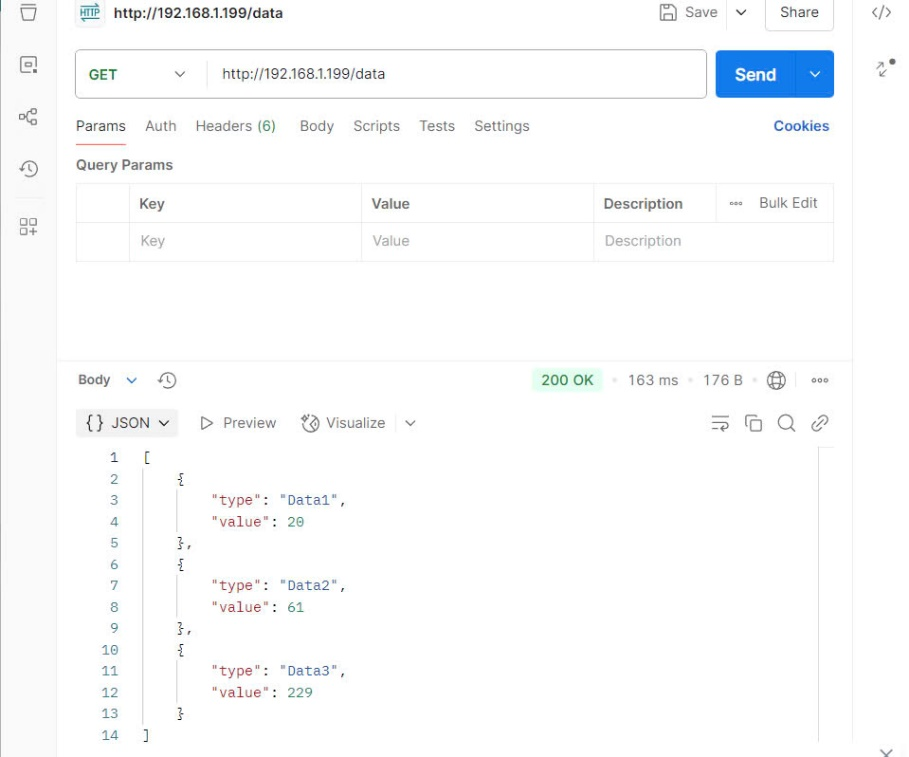 HTTP http://192.168.1.199/data Save Share </>
GET http://192.168.1.199/data Send
Params Auth Headers (6) Body Scripts Tests Settings Cookies
Query Params
Key Value Description Bulk Edit
Key Value Description
Body 200 OK 163 ms 176 B
{} JSON Preview Visualize
1 [
2 {
3 "type": "Data1",
4 "value": 20
5 },
6 {
7 "type": "Data2",
8 "value": 61
9 },
10 {
11 "type": "Data3",
12 "value": 229
13 }
14 ]